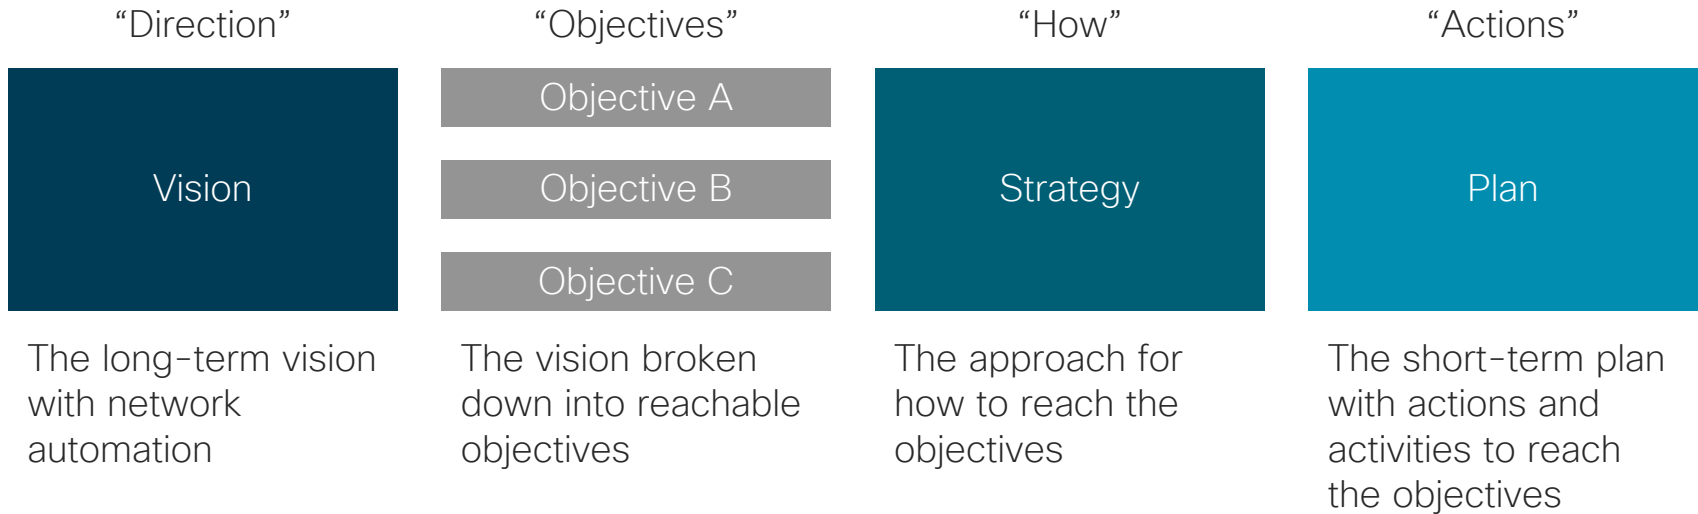 “Direction”
“Objectives”
“How”
“Actions”
Vision
Objective A
Objective B
Objective C
Strategy
Plan
The long-term vision
with network
automation
The vision broken
down into reachable
objectives
The approach for
how to reach the
objectives
The short-term plan
with actions and
activities to reach
the objectives